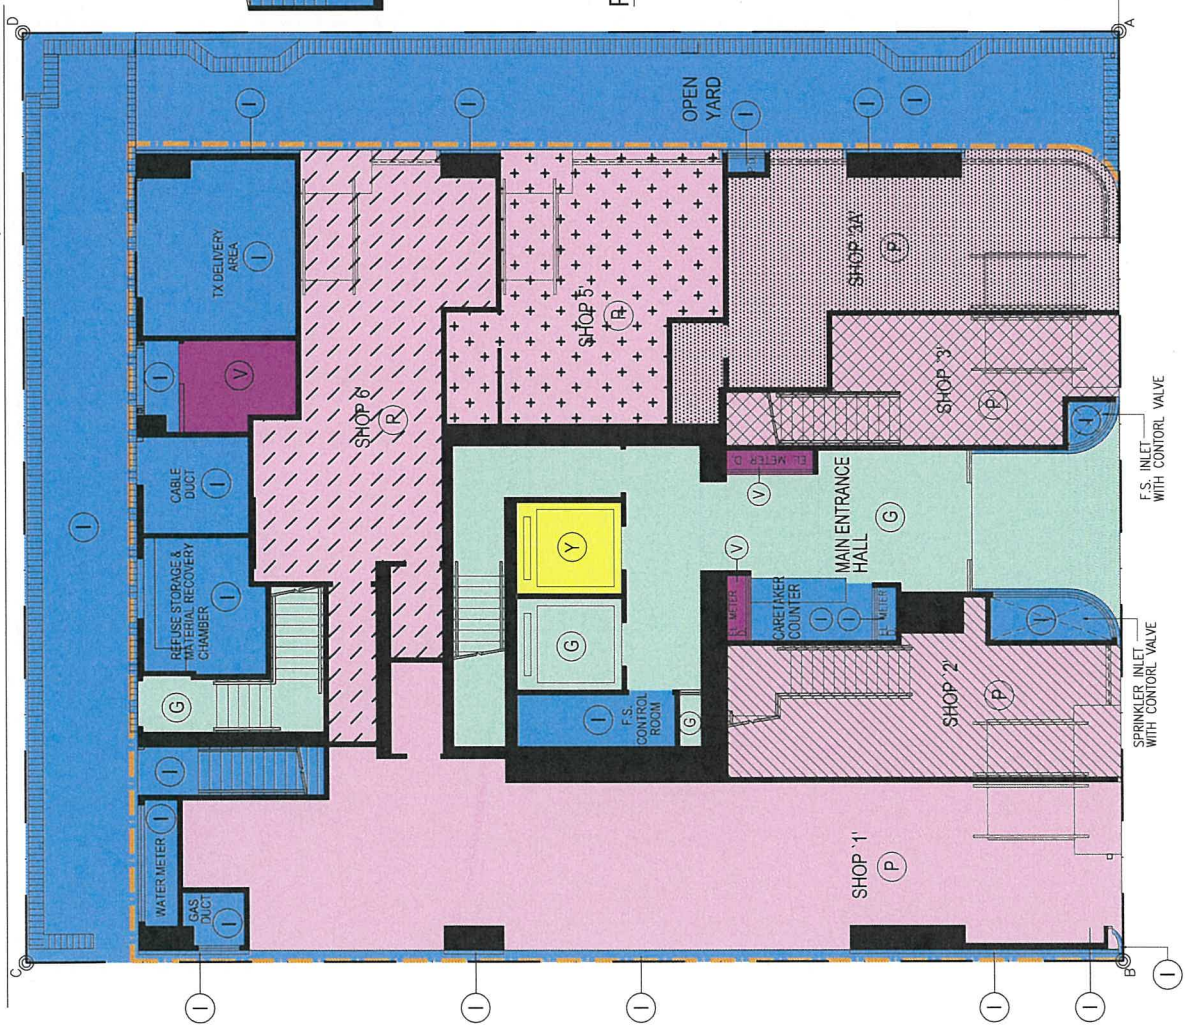 D
A
C
B
OPEN
YARD
I
I
I
I
I
TX DELIVERY
AREA
I
I
V
CABLE
DUCT
I
I
REFUSE STORAGE &
MATERIAL RECOVERY
CHAMBER
I
G
I
WATER METER
I
GAS
DUCT
I
SHOP '6'
R
SHOP '5'
R
SHOP '3A'
P
SHOP '3'
P
I
F.S. INLET
WITH CONTORL VALVE
EL. METER D.
V
V
MAIN ENTRANCE
HALL
G
EL. METER
CARETAKER
COUNTER
I
I
METER
Y
G
I
F.S.
CONTROL
ROOM
G
SHOP '2'
P
I
SPRINKLER INLET
WITH CONTORL VALVE
SHOP '1'
P
I
I
I
I
I
I